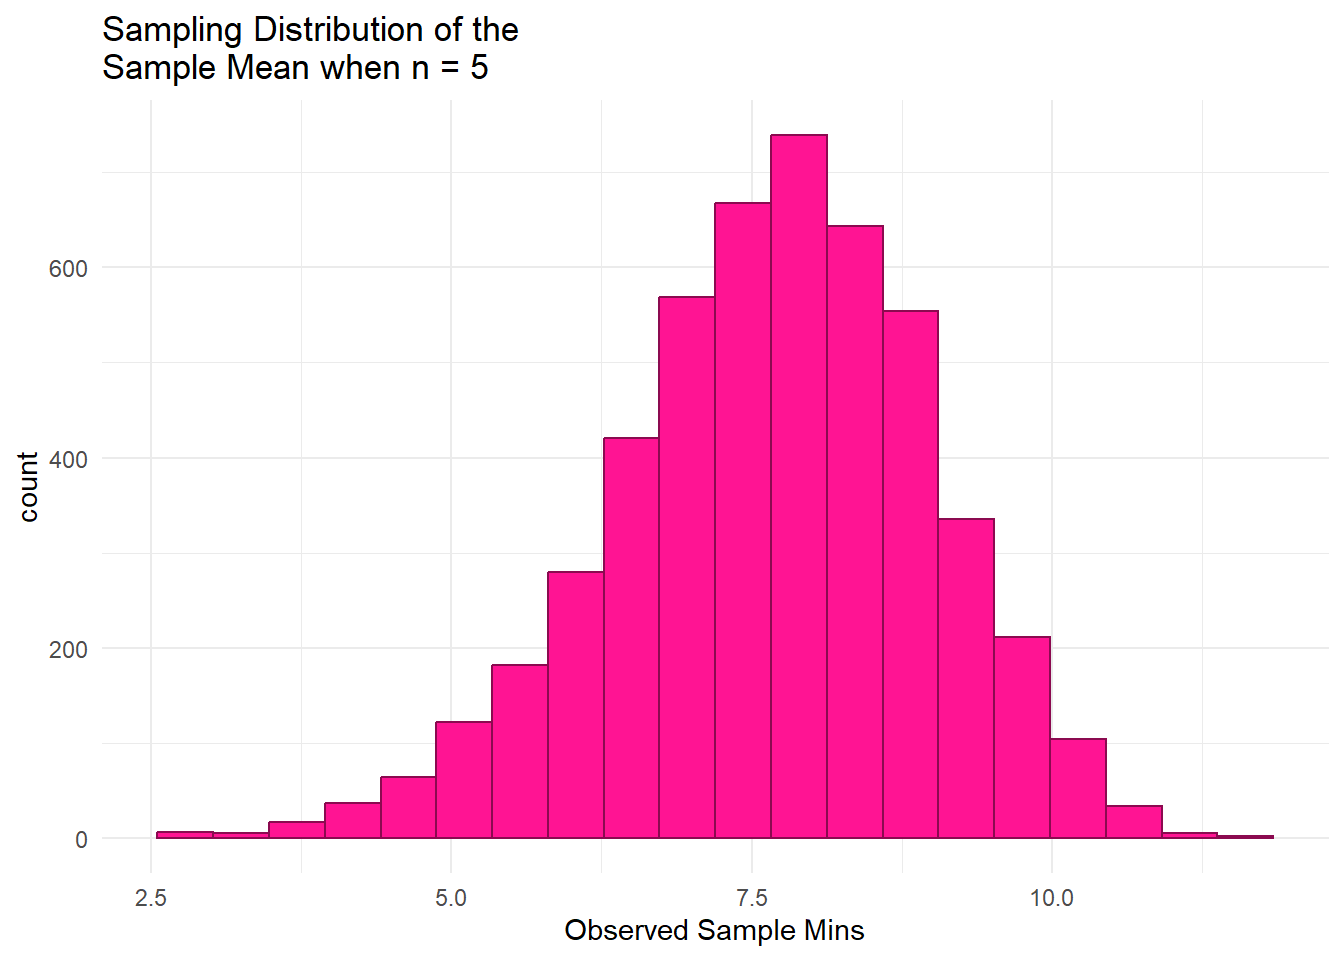 Sampling Distribution of the
Sample Mean when n = 5
600
400
200
0
count
2.5 5.0 7.5 10.0
Observed Sample Mins